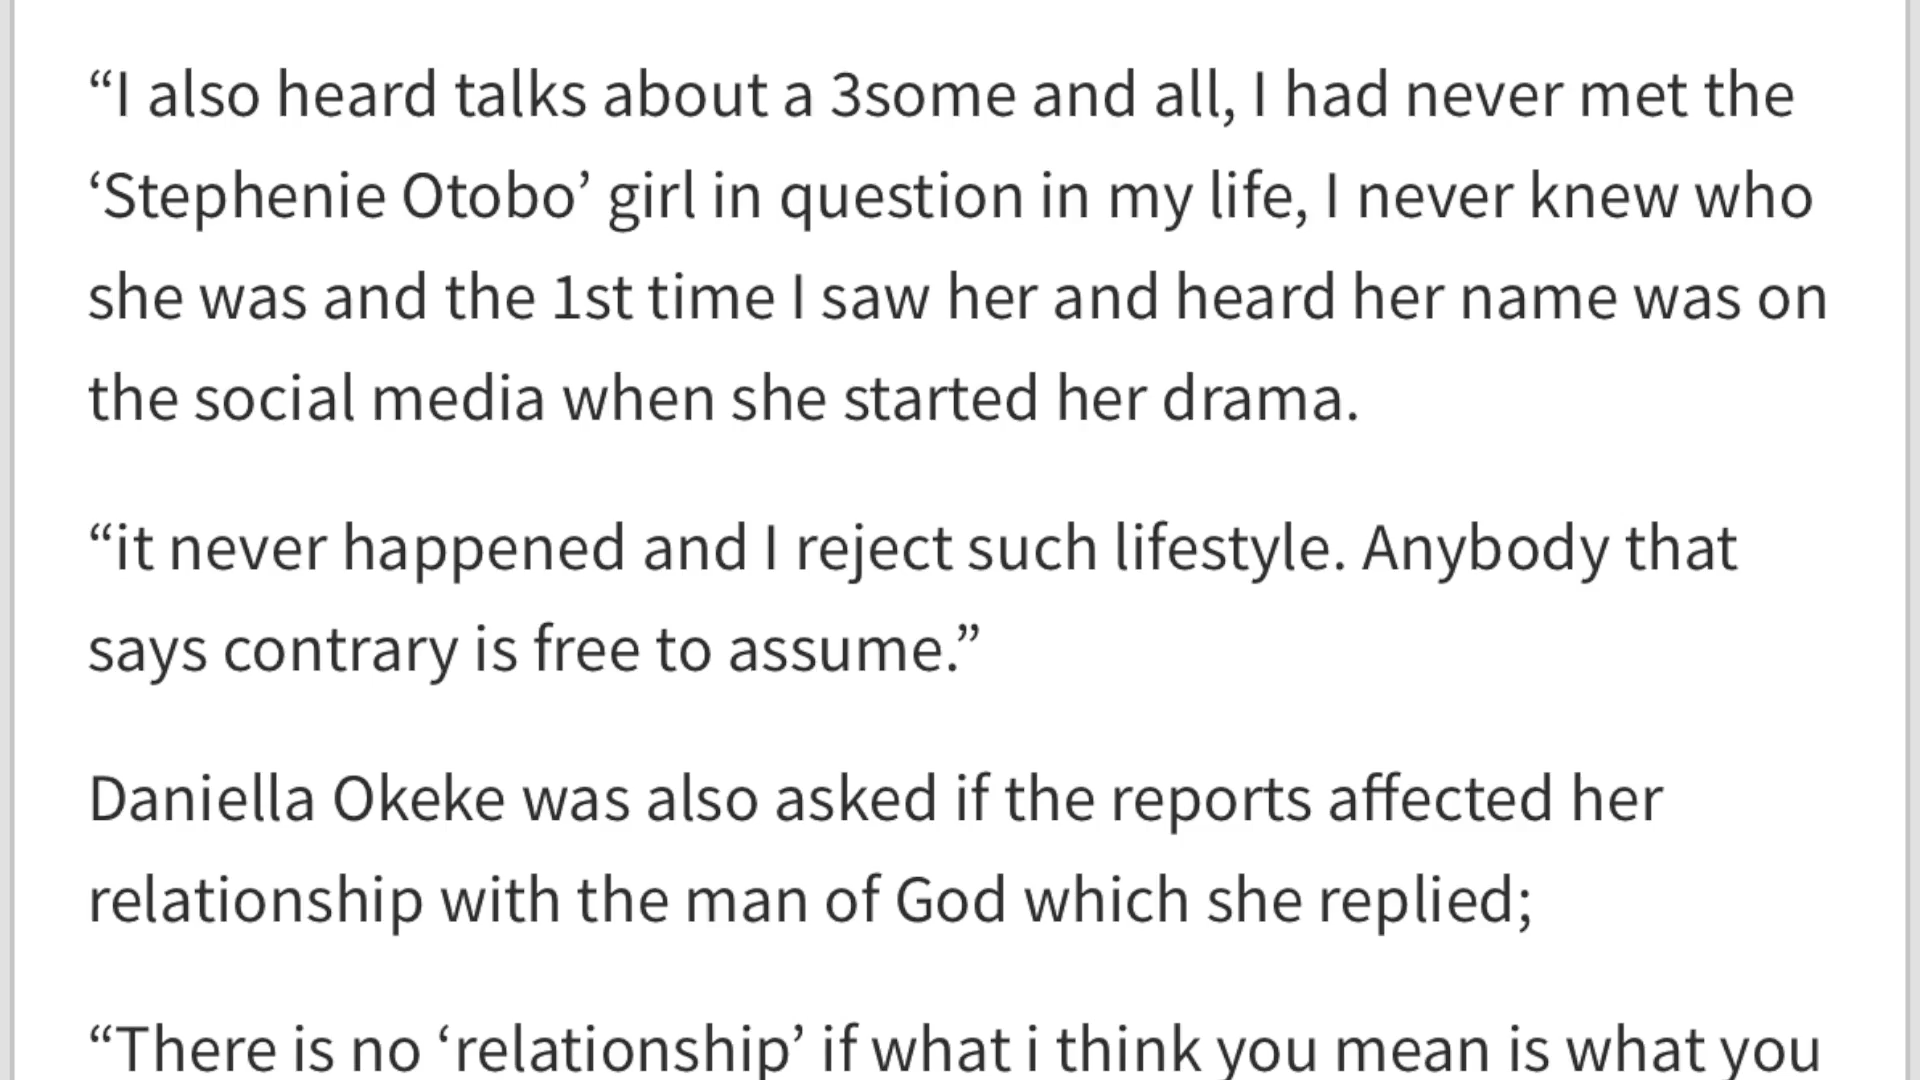 “I also heard talks about a 3some and all, I had never met the
‘Stephenie Otobo’ girl in question in my life, I never knew who
she was and the 1st time I saw her and heard her name was on
the social media when she started her drama.
“it never happened and I reject such lifestyle. Anybody that
says contrary is free to assume.”
Daniella Okeke was also asked if the reports affected her
relationship with the man of God which she replied;
“There is no ‘relationship’ if what i think you mean is what you